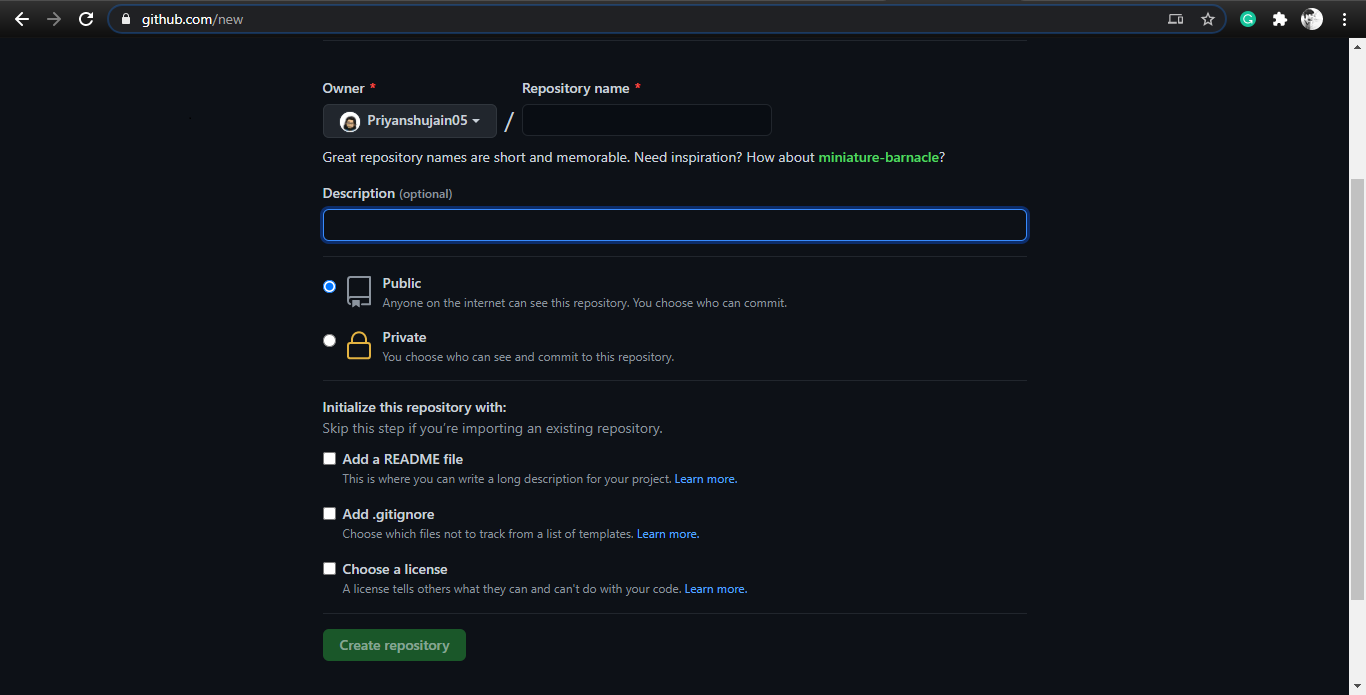 github.com/new
Owner * Repository name *
Priyanshujain05 /
Great repository names are short and memorable. Need inspiration? How about miniature-barnacle?
Description (optional)
Public
Anyone on the internet can see this repository. You choose who can commit.
Private
You choose who can see and commit to this repository.
Initialize this repository with:
Skip this step if you’re importing an existing repository.
Add a README file
This is where you can write a long description for your project. Learn more.
Add .gitignore
Choose which files not to track from a list of templates. Learn more.
Choose a license
A license tells others what they can and can't do with your code. Learn more.
Create repository